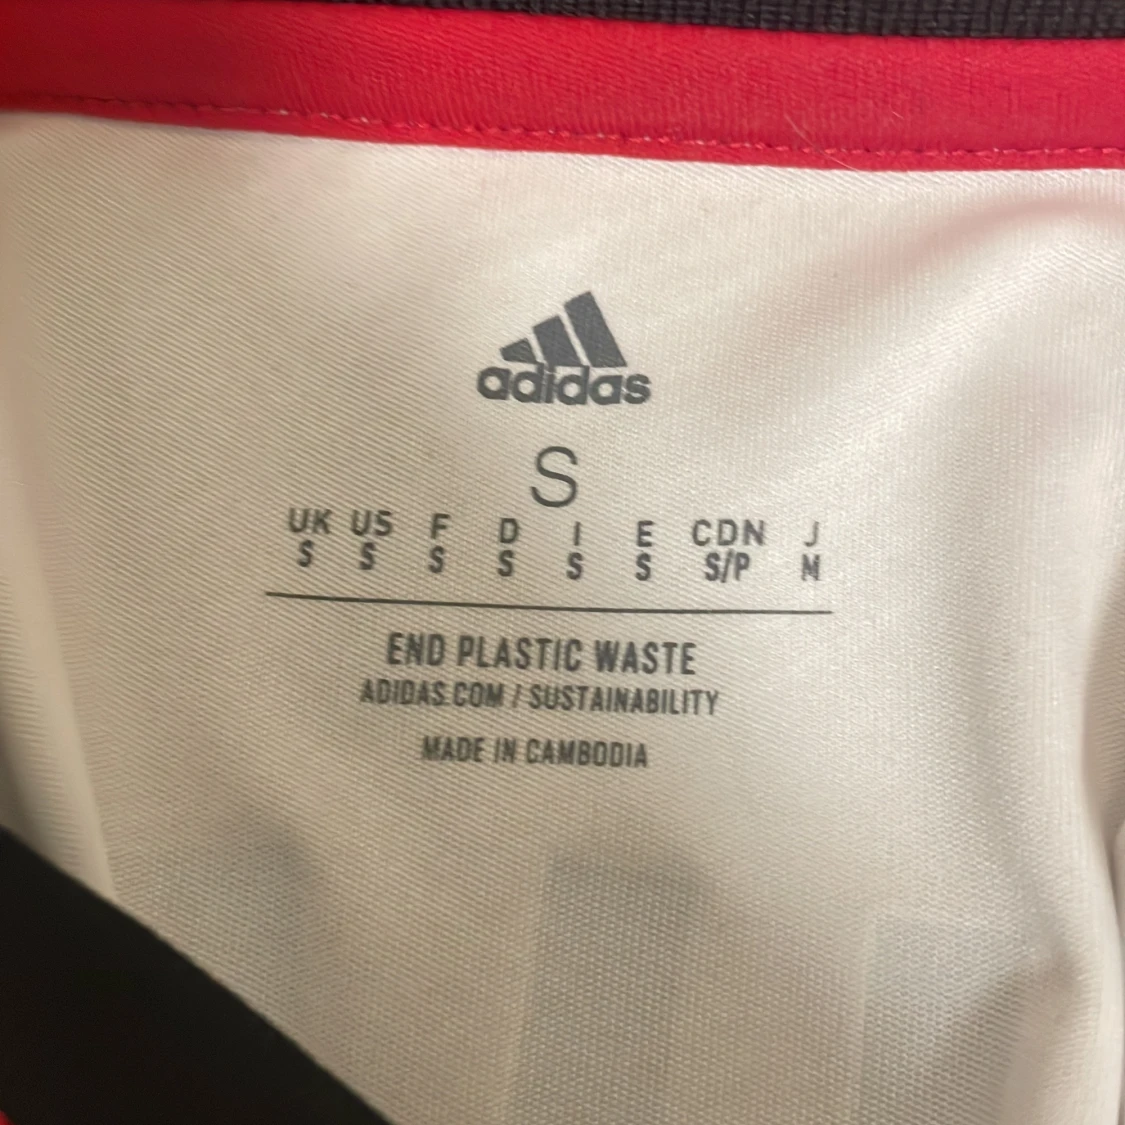 adidas
S
UK US F D I E CDN J
S S S S S S S/P M
END PLASTIC WASTE
ADIDAS.COM / SUSTAINABILITY
MADE IN CAMBODIA